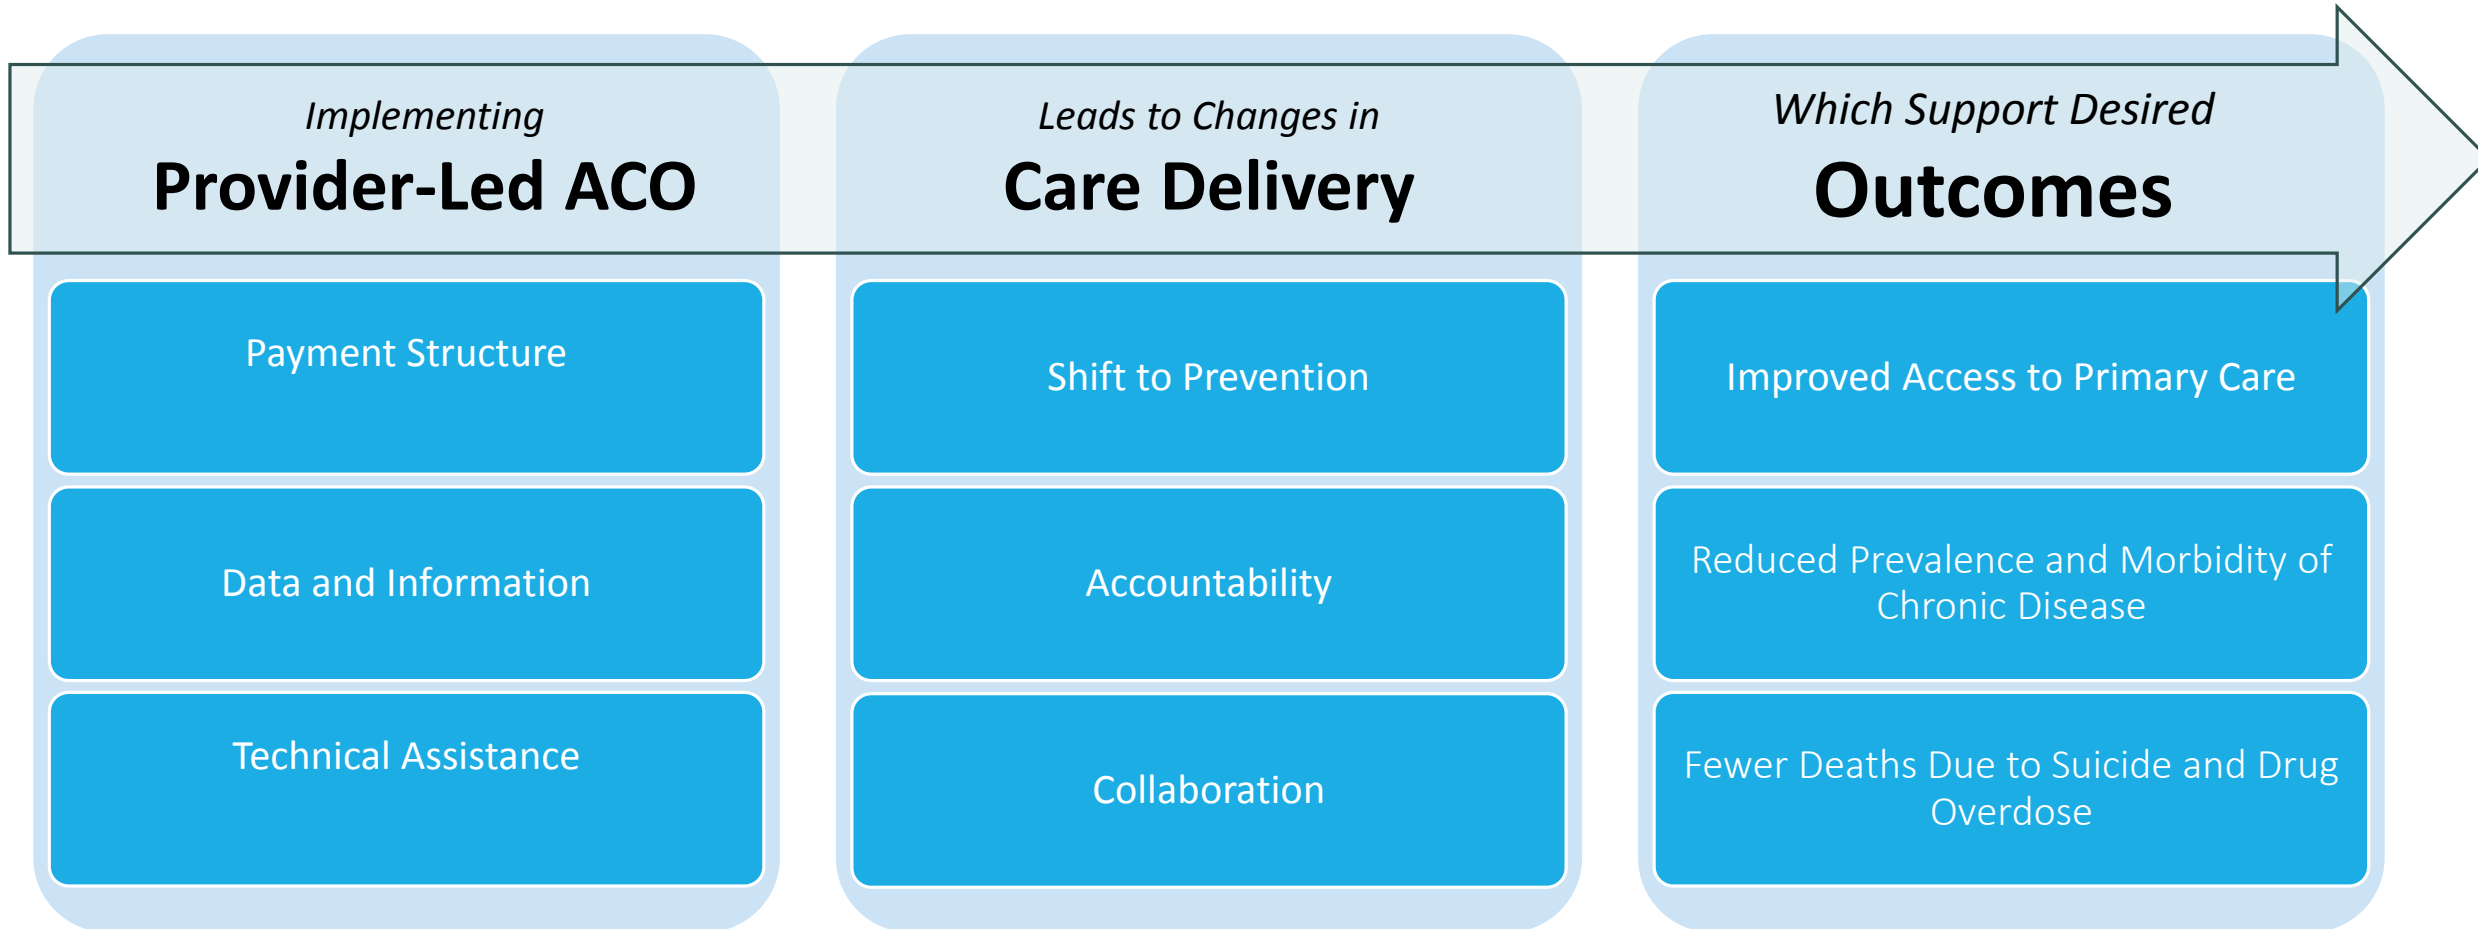 Implementing
Provider-Led ACO
Payment Structure
Data and Information
Technical Assistance
Leads to Changes in
Care Delivery
Shift to Prevention
Accountability
Collaboration
Which Support Desired
Outcomes
Improved Access to Primary Care
Reduced Prevalence and Morbidity of
Chronic Disease
Fewer Deaths Due to Suicide and Drug
Overdose